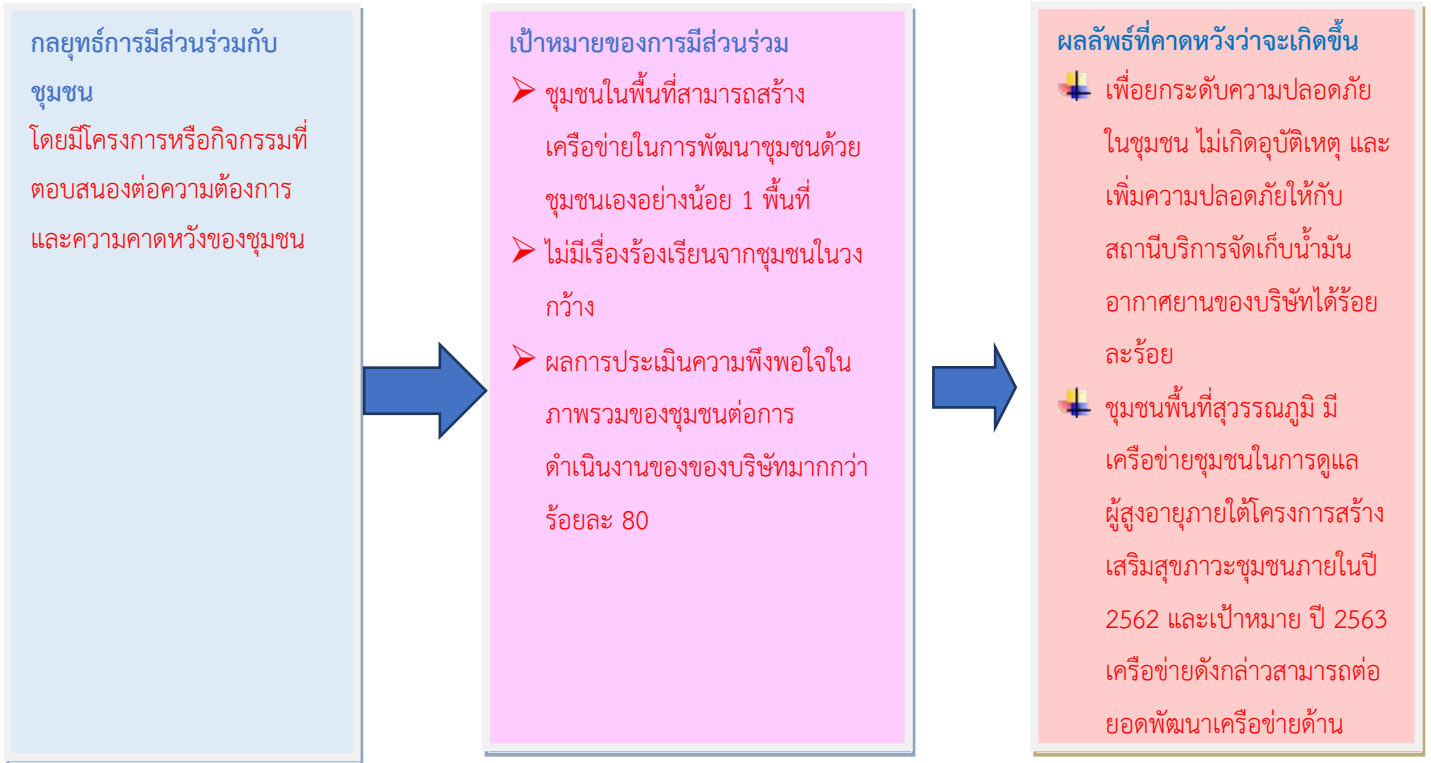 กลยุทธ์การมีส่วนร่วมกับ
ชุมชน
โดยมีโครงการหรือกิจกรรมที่
ตอบสนองต่อความต้องการ
และความคาดหวังของชุมชน
เป้าหมายของการมีส่วนร่วม
ชุมชนในพื้นที่สามารถสร้าง
เครือข่ายในการพัฒนาชุมชนด้วย
ชุมชนเองอย่างน้อย 1 พื้นที่
ไม่มีเรื่องร้องเรียนจากชุมชนในวง
กว้าง
ผลการประเมินความพึงพอใจใน
ภาพรวมของชุมชนต่อการ
ดำเนินงานของของบริษัทมากกว่า
ร้อยละ 80
ผลลัพธ์ที่คาดหวังว่าจะเกิดขึ้น
เพื่อยกระดับความปลอดภัย
ในชุมชน ไม่เกิดอุบัติเหตุ และ
เพิ่มความปลอดภัยให้กับ
สถานีบริการจัดเก็บน้ำมัน
อากาศยานของบริษัทได้ร้อย
ละร้อย
ชุมชนพื้นที่สุวรรณภูมิ มี
เครือข่ายชุมชนในการดูแล
ผู้สูงอายุภายใต้โครงการสร้าง
เสริมสุขภาวะชุมชนภายในปี
2562 และเป้าหมาย ปี 2563
เครือข่ายดังกล่าวสามารถต่อ
ยอดพัฒนาเครือข่ายด้าน